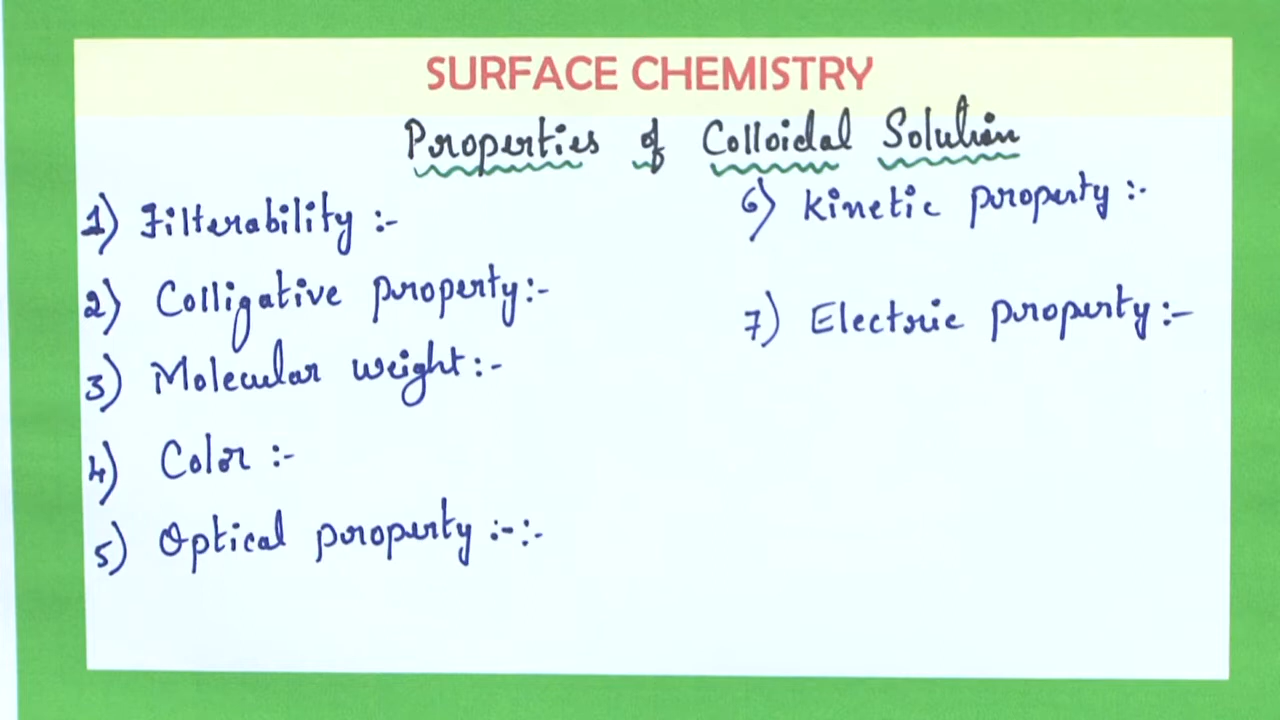 SURFACE CHEMISTRY
Properties of Colloidal Solution
1) Filterability :-
2) Colligative property:-
3) Molecular weight:-
4) Color :-
5) Optical property :-:-
6) Kinetic property :-
7) Electric property:-